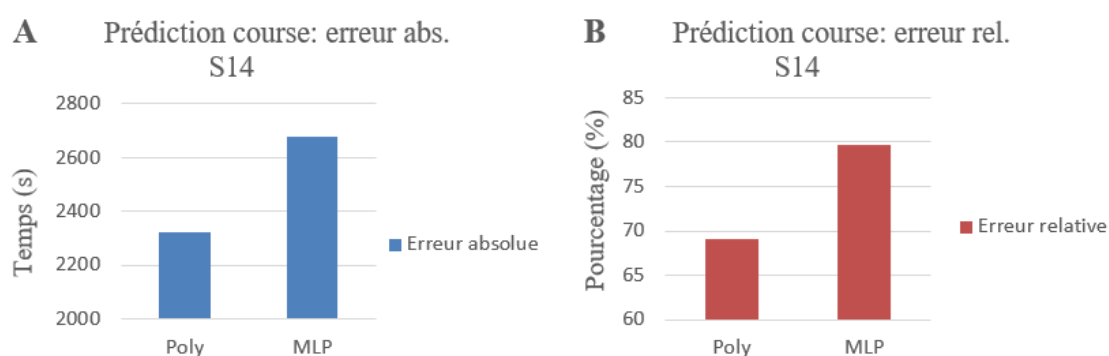 A
Prédiction course: erreur abs.
S14
Temps (s)
2800
2600
2400
2200
2000
Poly
MLP
Erreur absolue
B
Prédiction course: erreur rel.
S14
Pourcentage (%)
85
80
75
70
65
60
Poly
MLP
Erreur relative